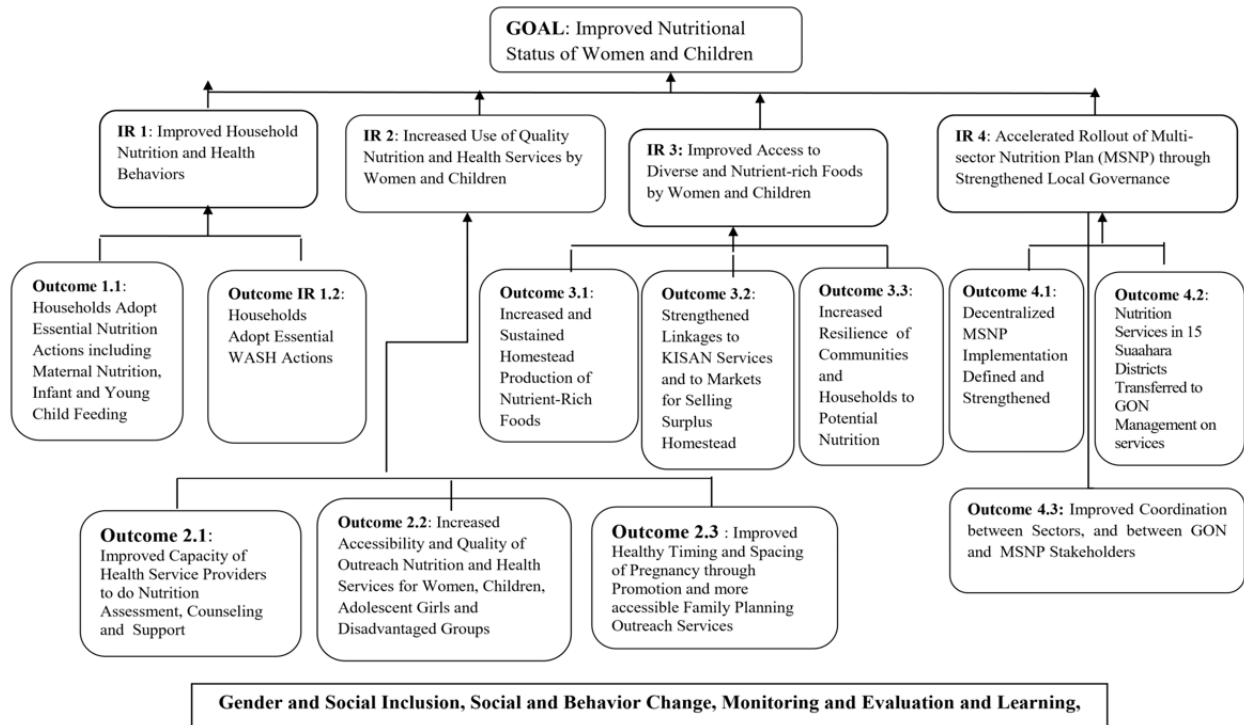 GOAL: Improved Nutritional
Status of Women and Children
IR 1: Improved Household
Nutrition and Health
Behaviors
IR 2: Increased Use of Quality
Nutrition and Health Services by
Women and Children
IR 3: Improved Access to
Diverse and Nutrient-rich Foods
by Women and Children
IR 4: Accelerated Rollout of Multi-
sector Nutrition Plan (MSNP) through
Strengthened Local Governance
Outcome 1.1:
Households Adopt
Essential Nutrition
Actions including
Maternal Nutrition,
Infant and Young
Child Feeding
Outcome IR 1.2:
Households
Adopt Essential
WASH Actions
Outcome 3.1:
Increased and
Sustained
Homestead
Production of
Nutrient-Rich
Foods
Outcome 3.2:
Strengthened
Linkages to
KISAN Services
and to Markets
for Selling
Surplus
Homestead
Outcome 3.3:
Increased
Resilience of
Communities
and
Households to
Potential
Nutrition
Outcome 4.1:
Decentralized
MSNP
Implementation
Defined and
Strengthened
Outcome 4.2:
Nutrition
Services in 15
Suaahara
Districts
Transferred to
GON
Management on
services
Outcome 2.1:
Improved Capacity of
Health Service Providers
to do Nutrition
Assessment, Counseling
and Support
Outcome 2.2: Increased
Accessibility and Quality of
Outreach Nutrition and Health
Services for Women, Children,
Adolescent Girls and
Disadvantaged Groups
Outcome 2.3 : Improved
Healthy Timing and Spacing
of Pregnancy through
Promotion and more
accessible Family Planning
Outreach Services
Outcome 4.3: Improved Coordination
between Sectors, and between GON
and MSNP Stakeholders
Gender and Social Inclusion, Social and Behavior Change, Monitoring and Evaluation and Learning,